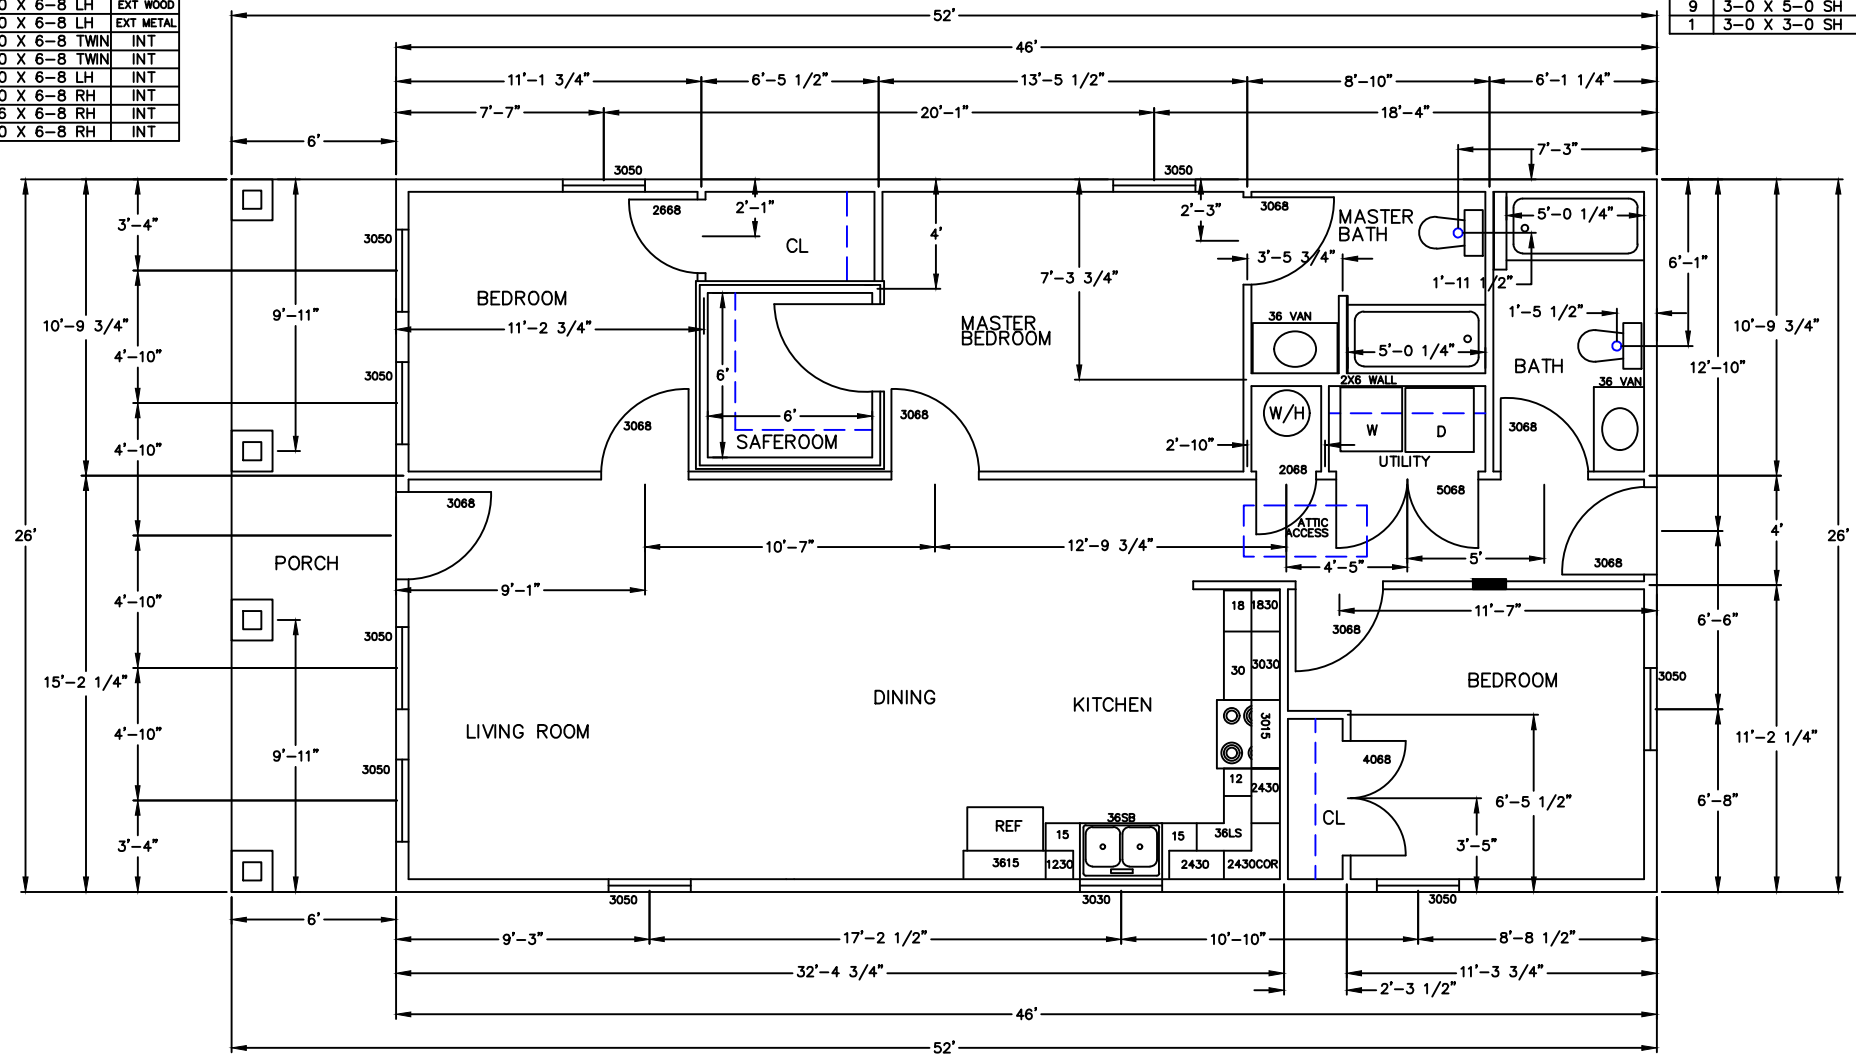 0 X 6-8 LH EXT WOOD
0 X 6-8 LH EXT METAL
0 X 6-8 TWIN INT
0 X 6-8 TWIN INT
0 X 6-8 LH INT
0 X 6-8 RH INT
6 X 6-8 RH INT
0 X 6-8 RH INT
9 3-0 X 5-0 SH
1 3-0 X 3-0 SH
52'
46'
11'-1 3/4" 6'-5 1/2" 13'-5 1/2" 8'-10" 6'-1 1/4"
7'-7" 20'-1" 18'-4"
6'
7'-3"
3050
3050
3'-4"
9'-11"
10'-9 3/4"
4'-10"
4'-10"
26'
4'-10"
15'-2 1/4"
4'-10"
9'-11"
3'-4"
PORCH
3050
3050
3050
3050
2668
2'-1"
CL
4'
BEDROOM
11'-2 3/4"
3068
6'
6'
SAFEROOM
MASTER
BEDROOM
7'-3 3/4"
2'-3"
3068
3068
MASTER
BATH
3'-5 3/4"
1'-11 1/2"
5'-0 1/4"
36 VAN
5'-0 1/4"
2X6 WALL
1'-5 1/2"
BATH
36 VAN
W/H
W
D
2'-10"
UTILITY
2068
5068
3068
6'-1"
10'-9 3/4"
12'-10"
4'
26'
6'-6"
11'-2 1/4"
6'-8"
3068
ATTIC
ACCESS
10'-7"
12'-9 3/4"
4'-5"
5'
3068
9'-1"
11'-7"
3068
18 1830
30 3030
3015
12 2430
BEDROOM
3050
DINING
KITCHEN
LIVING ROOM
4068
6'-5 1/2"
CL
3'-5"
REF
36SB
15
15
36LS
3615
1230
2430
2430COR
3050
3030
3050
6'
9'-3" 17'-2 1/2" 10'-10" 8'-8 1/2"
32'-4 3/4" 11'-3 3/4"
2'-3 1/2"
46'
52'